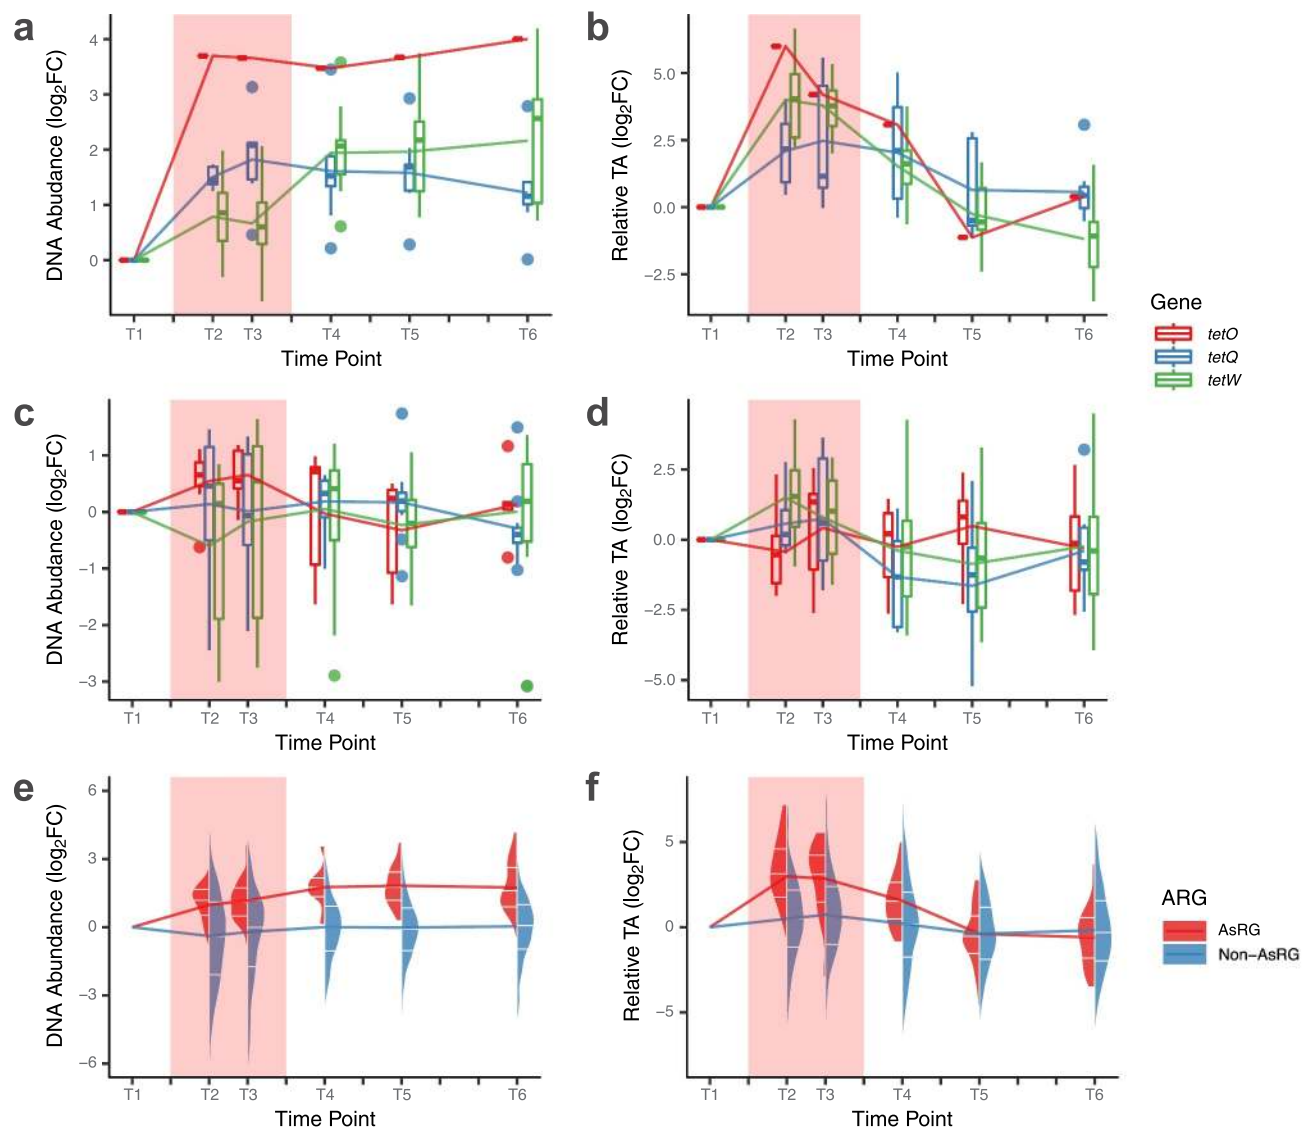 a
DNA Abudance (log2FC)
4
3
2
1
0
T1 T2 T3 T4 T5 T6
Time Point
b
Relative TA (log2FC)
5.0
2.5
0.0
−2.5
T1 T2 T3 T4 T5 T6
Time Point
Gene
tetO
tetQ
tetW
c
DNA Abudance (log2FC)
1
0
−1
−2
−3
T1 T2 T3 T4 T5 T6
Time Point
d
Relative TA (log2FC)
2.5
0.0
−2.5
−5.0
T1 T2 T3 T4 T5 T6
Time Point
e
DNA Abundance (log2FC)
6
3
0
−3
−6
T1 T2 T3 T4 T5 T6
Time Point
f
Relative TA (log2FC)
5
0
−5
T1 T2 T3 T4 T5 T6
Time Point
ARG
AsRG
Non−AsRG